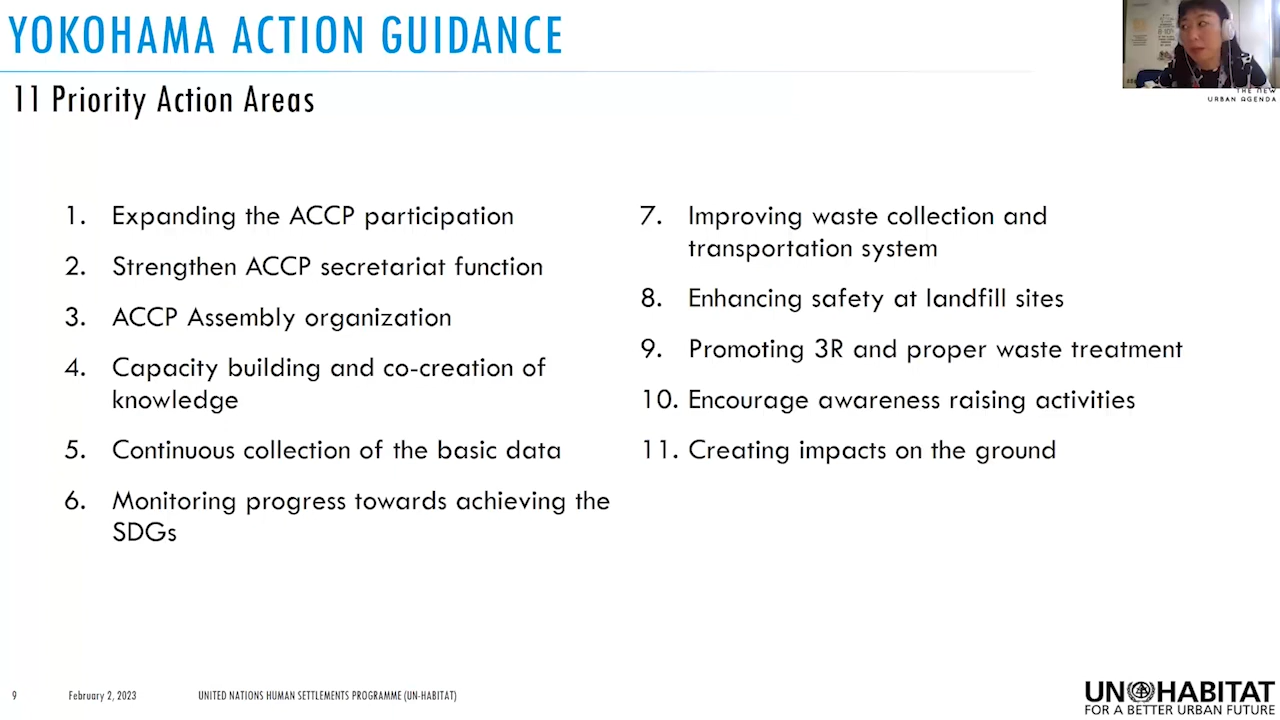 YOKOHAMA ACTION GUIDANCE
11 Priority Action Areas
THE NEW
URBAN AGENDA
1. Expanding the ACCP participation
2. Strengthen ACCP secretariat function
3. ACCP Assembly organization
4. Capacity building and co-creation of
knowledge
5. Continuous collection of the basic data
6. Monitoring progress towards achieving the
SDGs
7. Improving waste collection and
transportation system
8. Enhancing safety at landfill sites
9. Promoting 3R and proper waste treatment
10. Encourage awareness raising activities
11. Creating impacts on the ground
9 February 2, 2023 UNITED NATIONS HUMAN SETTLEMENTS PROGRAMME (UN-HABITAT)
UN HABITAT
FOR A BETTER URBAN FUTURE